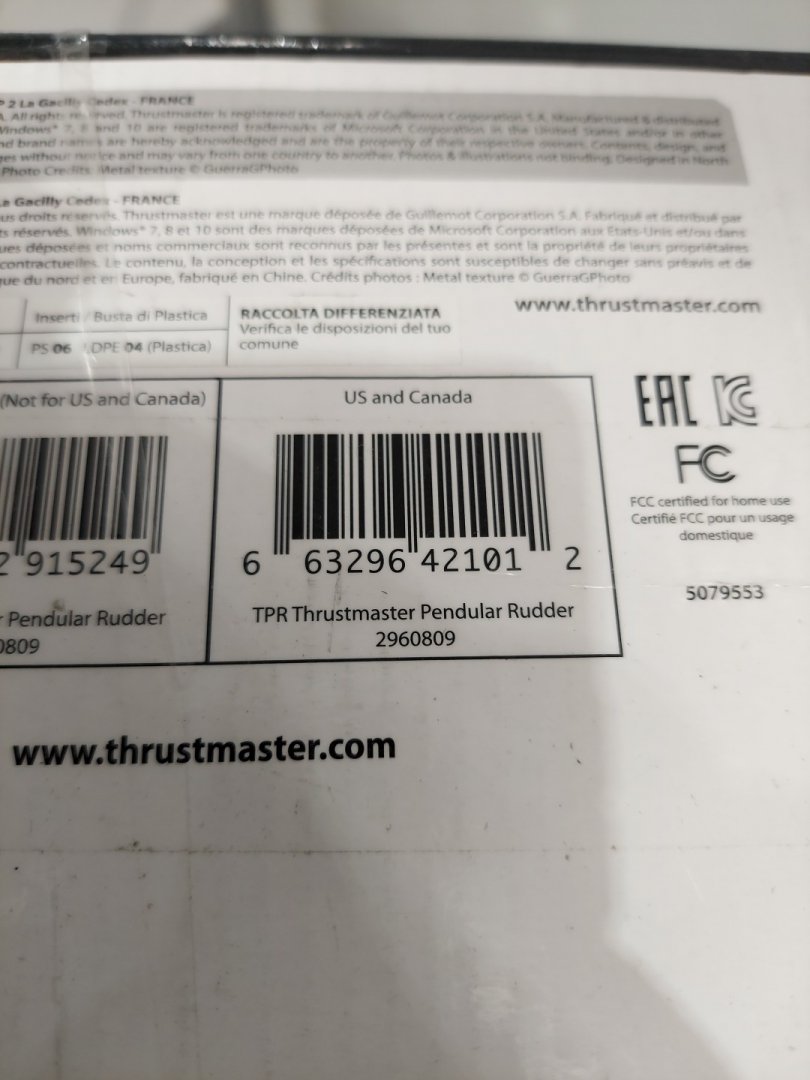 P 2 La Gacilly Cedex - FRANCE
. All rights reserved. Thrustmaster is registered trademark of Guillemot Corporation S.A. Manufactured & distributed
Windows® 7, 8 and 10 are registered trademarks of Microsoft Corporation in the United States and/or in other
nd brand names are hereby acknowledged and are the property of their respective owners. Contents, design, and
ges without notice and may vary from one country to another. Photos & illustrations not binding. Designed in North
Photo Credits: Metal texture © GuerraGPhoto
La Gacilly Cedex - FRANCE
us droits réservés. Thrustmaster est une marque déposée de Guillemot Corporation S.A. Fabriqué et distribué par
ts réservés. Windows® 7, 8 et 10 sont des marques déposées de Microsoft Corporation aux Etats-Unis et/ou dans
ues déposées et noms commerciaux sont reconnus par les présentes et sont la propriété de leurs propriétaires
contractuelles. Le contenu, la conception et les spécifications sont susceptibles de changer sans préavis et de
que du nord et en Europe, fabriqué en Chine. Crédits photos : Metal texture © GuerraGPhoto
www.thrustmaster.com
Inserti / Busta di Plastica
PS 06 LDPE 04 (Plastica)
RACCOLTA DIFFERENZIATA
Verifica le disposizioni del tuo
comune
(Not for US and Canada)
2 915249
r Pendular Rudder
0809
US and Canada
6 63296 42101 2
TPR Thrustmaster Pendular Rudder
2960809
EAC
FC
FCC certified for home use
Certifié FCC pour un usage
domestique
5079553
www.thrustmaster.com